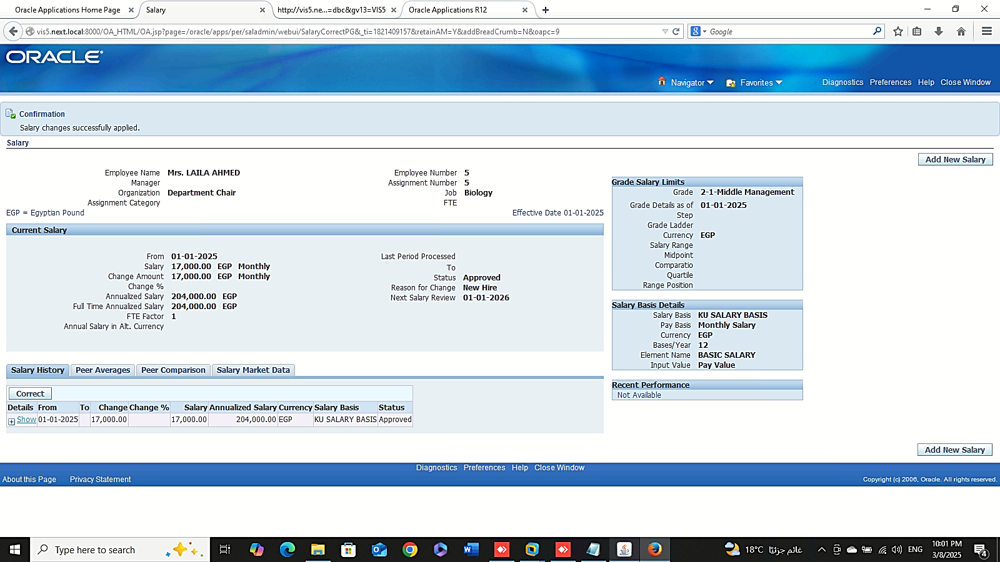 Oracle Applications Home Page
Salary
http://vis5.ne...=dbc&gv13=VIS5
Oracle Applications R12
vis5.next.local:8000/OA_HTML/OA.jsp?page=/oracle/apps/per/saladmin/webui/SalaryCorrectPG&_ti=1821409157&retainAM=Y&addBreadCrumb=N&oapc=9
Google
ORACLE
Navigator
Favorites
Diagnostics Preferences Help Close Window
Confirmation
Salary changes successfully applied.
Salary
Add New Salary
Employee Name Mrs. LAILA AHMED
Manager
Organization Department Chair
Assignment Category
Employee Number 5
Assignment Number 5
Job Biology
FTE
EGP = Egyptian Pound
Effective Date 01-01-2025
Current Salary
From 01-01-2025
Salary 17,000.00 EGP Monthly
Change Amount 17,000.00 EGP Monthly
Change %
Annualized Salary 204,000.00 EGP
Full Time Annualized Salary 204,000.00 EGP
FTE Factor 1
Annual Salary in Alt. Currency
Last Period Processed
To
Status Approved
Reason for Change New Hire
Next Salary Review 01-01-2026
Grade Salary Limits
Grade 2-1-Middle Management
Grade Details as of 01-01-2025
Step
Grade Ladder
Currency EGP
Salary Range
Midpoint
Comparatio
Quartile
Range Position
Salary Basis Details
Salary Basis KU SALARY BASIS
Pay Basis Monthly Salary
Currency EGP
Bases/Year 12
Element Name BASIC SALARY
Input Value Pay Value
Recent Performance
Not Available
Salary History Peer Averages Peer Comparison Salary Market Data
Correct
Details From To Change Change % Salary Annualized Salary Currency Salary Basis Status
Show 01-01-2025 17,000.00 17,000.00 204,000.00 EGP KU SALARY BASIS Approved
Add New Salary
Diagnostics Preferences Help Close Window
About this Page Privacy Statement
Copyright (c) 2006, Oracle. All rights reserved.
Type here to search
18°C غائم جزئيًا
ENG
10:01 PM
3/8/2025
4